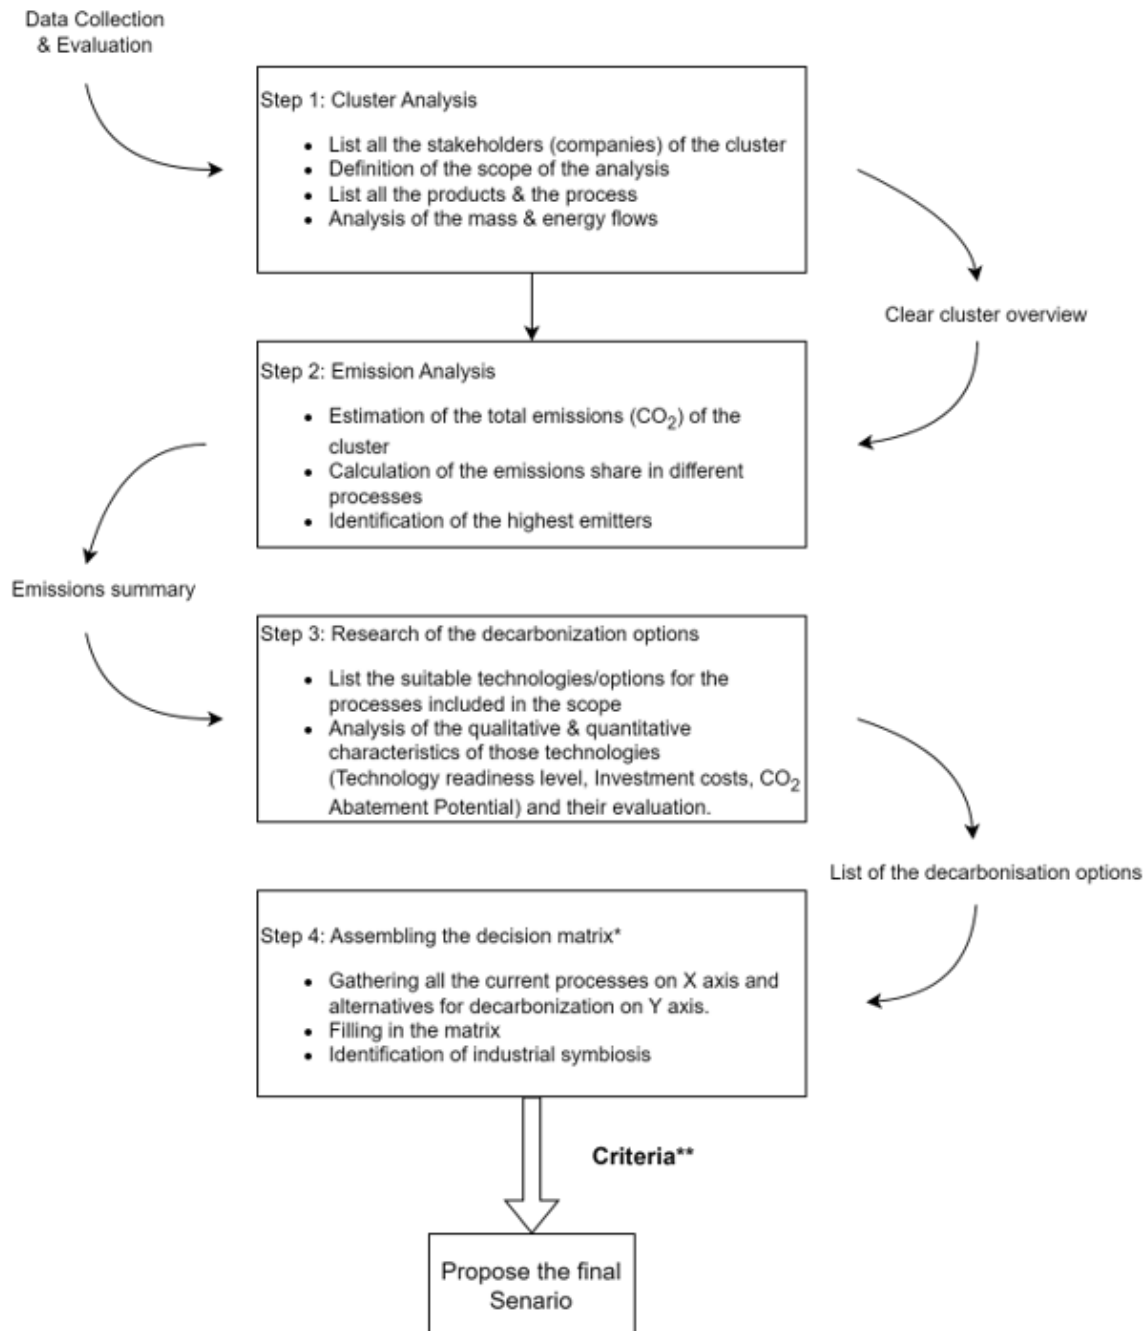 Data Collection
& Evaluation
Step 1: Cluster Analysis
• List all the stakeholders (companies) of the cluster
• Definition of the scope of the analysis
• List all the products & the process
• Analysis of the mass & energy flows
Clear cluster overview
Step 2: Emission Analysis
• Estimation of the total emissions (CO2) of the
cluster
• Calculation of the emissions share in different
processes
• Identification of the highest emitters
Emissions summary
Step 3: Research of the decarbonization options
• List the suitable technologies/options for the
processes included in the scope
• Analysis of the qualitative & quantitative
characteristics of those technologies
(Technology readiness level, Investment costs, CO2
Abatement Potential) and their evaluation.
List of the decarbonisation options
Step 4: Assembling the decision matrix*
• Gathering all the current processes on X axis and
alternatives for decarbonization on Y axis.
• Filling in the matrix
• Identification of industrial symbiosis
Criteria**
Propose the final
Senario